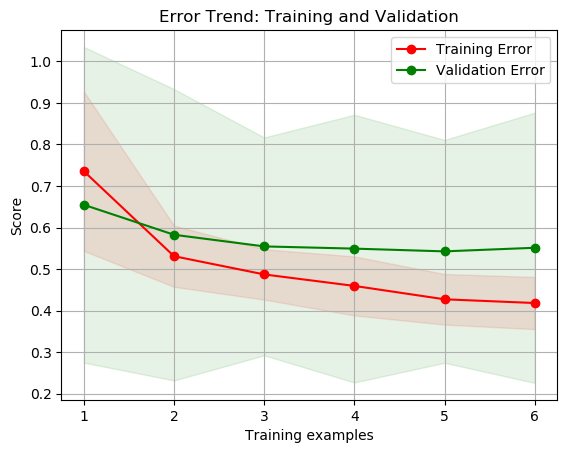 Error Trend: Training and Validation
Training Error
Validation Error
Score
1.0
0.9
0.8
0.7
0.6
0.5
0.4
0.3
0.2
1 2 3 4 5 6
Training examples